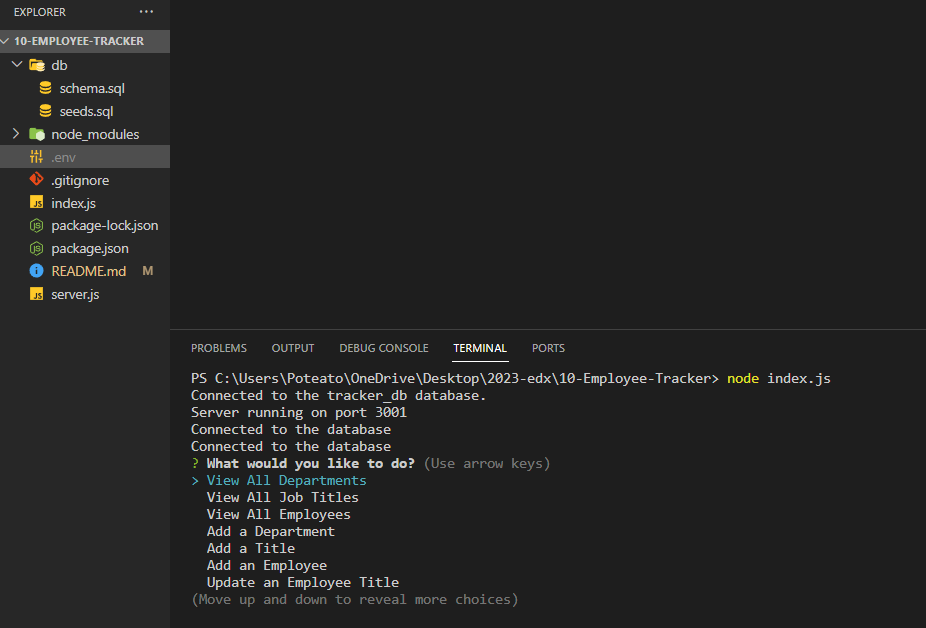 EXPLORER ···
10-EMPLOYEE-TRACKER
db
schema.sql
seeds.sql
node_modules
.env
.gitignore
JS index.js
JS package-lock.json
JS package.json
i README.md M
JS server.js
PROBLEMS OUTPUT DEBUG CONSOLE TERMINAL PORTS
PS C:\Users\Poteato\OneDrive\Desktop\2023-edx\10-Employee-Tracker> node index.js
Connected to the tracker_db database.
Server running on port 3001
Connected to the database
Connected to the database
? What would you like to do? (Use arrow keys)
> View All Departments
View All Job Titles
View All Employees
Add a Department
Add a Title
Add an Employee
Update an Employee Title
(Move up and down to reveal more choices)